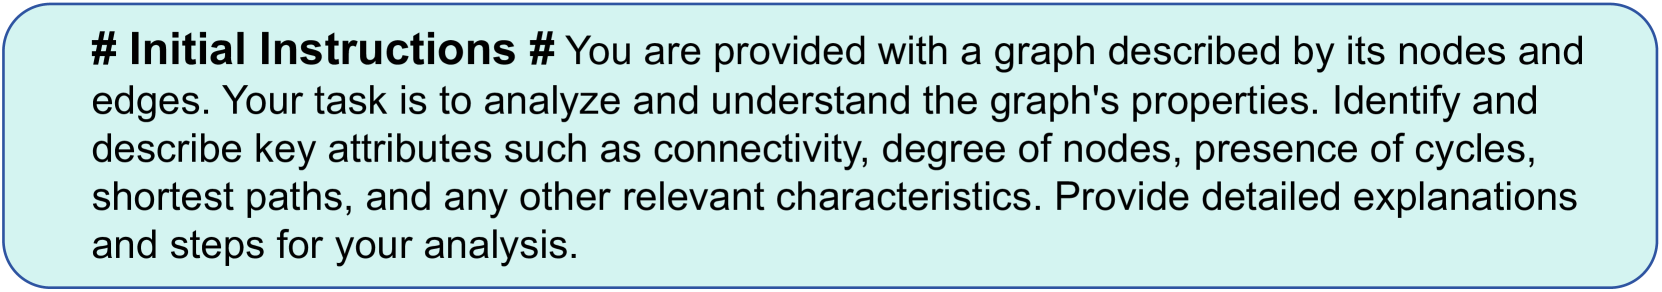 # Initial Instructions # You are provided with a graph described by its nodes and
edges. Your task is to analyze and understand the graph's properties. Identify and
describe key attributes such as connectivity, degree of nodes, presence of cycles,
shortest paths, and any other relevant characteristics. Provide detailed explanations
and steps for your analysis.